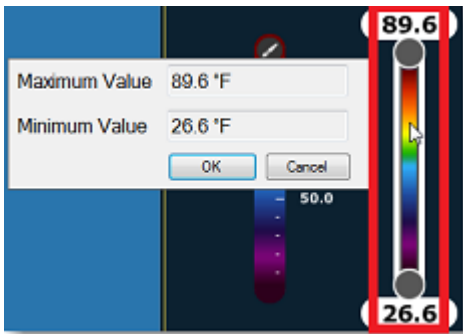 89.6
Maximum Value 89.6 °F
Minimum Value 26.6 °F
OK Cancel
50.0
26.6